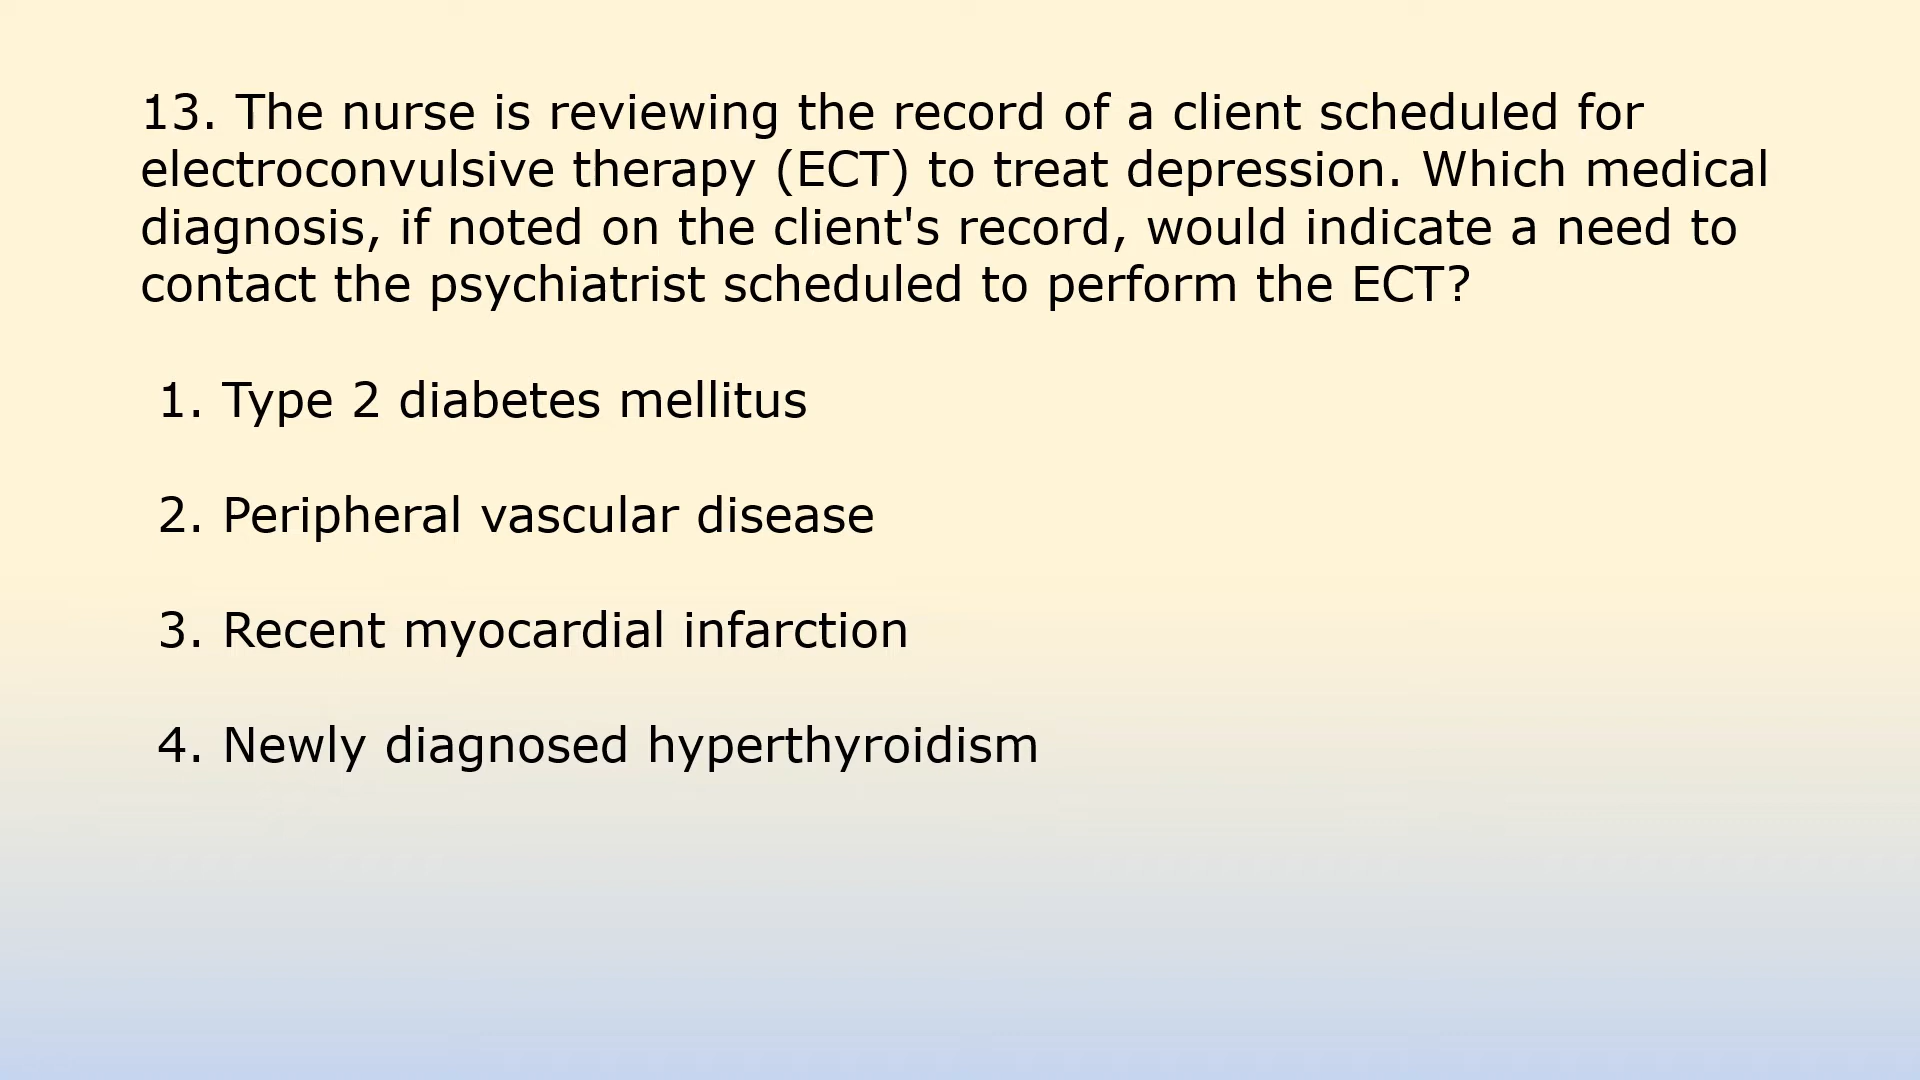 13. The nurse is reviewing the record of a client scheduled for
electroconvulsive therapy (ECT) to treat depression. Which medical
diagnosis, if noted on the client's record, would indicate a need to
contact the psychiatrist scheduled to perform the ECT?
1. Type 2 diabetes mellitus
2. Peripheral vascular disease
3. Recent myocardial infarction
4. Newly diagnosed hyperthyroidism